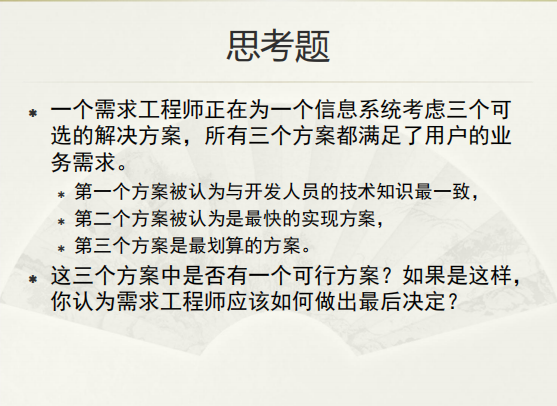 思考题
一个需求工程师正在为一个信息系统考虑三个可
选的解决方案，所有三个方案都满足了用户的业
务需求。
第一个方案被认为与开发人员的技术知识最一致，
第二个方案被认为是最快的实现方案，
第三个方案是最划算的方案。
这三个方案中是否有一个可行方案？如果是这样，
你认为需求工程师应该如何做出最后决定？